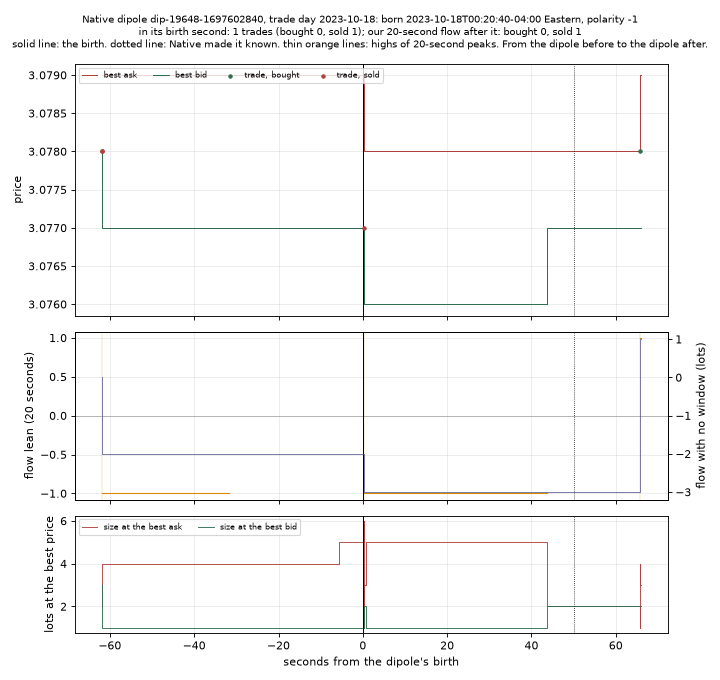 Native dipole dip-19648-1697602840, trade day 2023-10-18: born 2023-10-18T00:20:40-04:00 Eastern, polarity -1
in its birth second: 1 trades (bought 0, sold 1); our 20-second flow after it: bought 0, sold 1
solid line: the birth. dotted line: Native made it known. thin orange lines: highs of 20-second peaks. From the dipole before to the dipole after.
best ask
best bid
trade, bought
trade, sold
3.0790
3.0785
3.0780
3.0775
3.0770
3.0765
3.0760
price
1.0
0.5
0.0
−0.5
−1.0
flow lean (20 seconds)
1
0
−1
−2
−3
flow with no window (lots)
size at the best ask
size at the best bid
6
4
2
lots at the best price
−60
−40
−20
0
20
40
60
seconds from the dipole's birth